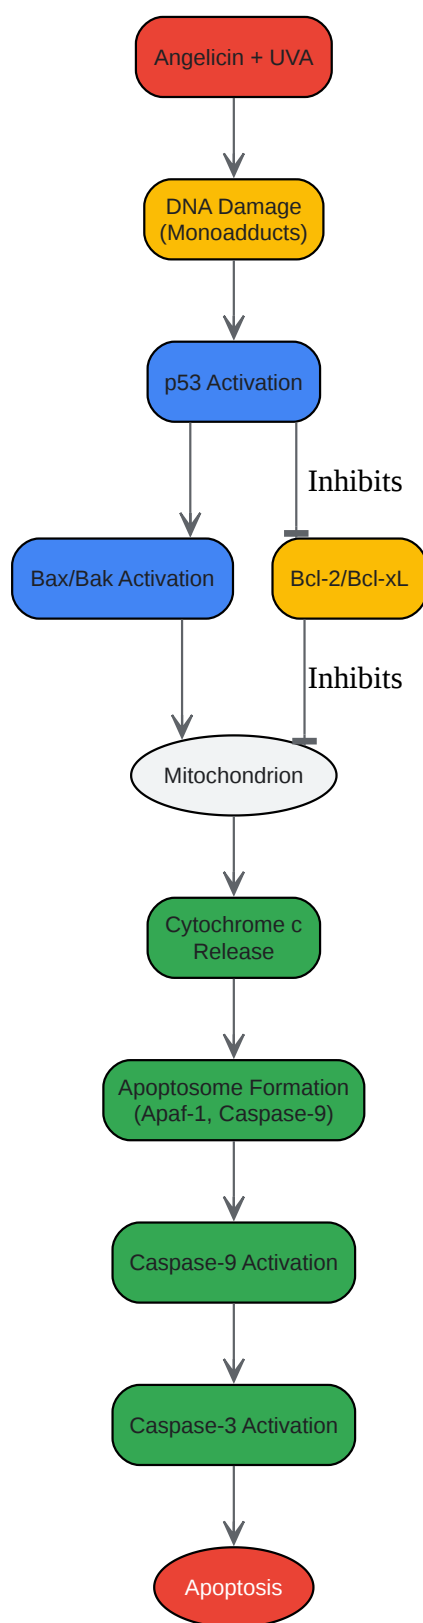 Angelicin + UVA
DNA Damage
(Monoadducts)
p53 Activation
Inhibits
Bax/Bak Activation
Bcl-2/Bcl-xL
Inhibits
Mitochondrion
Cytochrome c
Release
Apoptosome Formation
(Apaf-1, Caspase-9)
Caspase-9 Activation
Caspase-3 Activation
Apoptosis